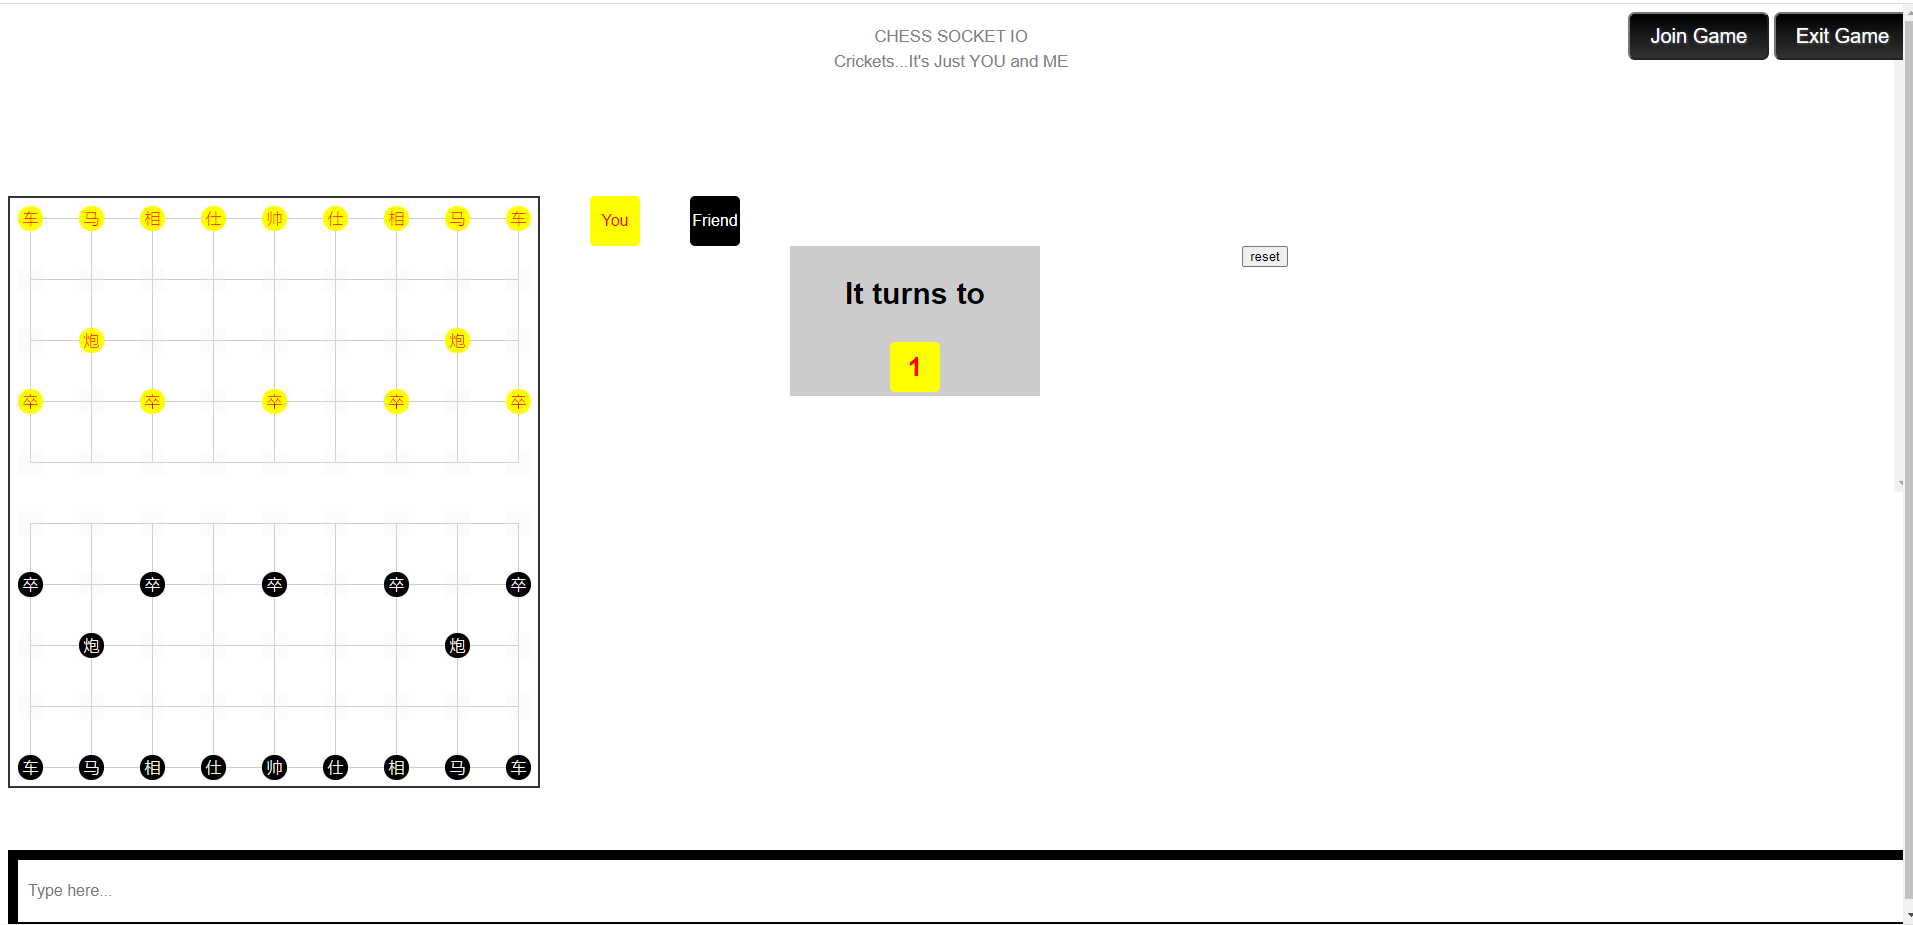 CHESS SOCKET IO
Crickets...It's Just YOU and ME
Join Game
Exit Game
车 马 相 仕 帅 仕 相 马 车
炮 炮
卒 卒 卒 卒 卒
卒 卒 卒 卒 卒
炮 炮
车 马 相 仕 帅 仕 相 马 车
You
Friend
It turns to
1
reset
Type here...